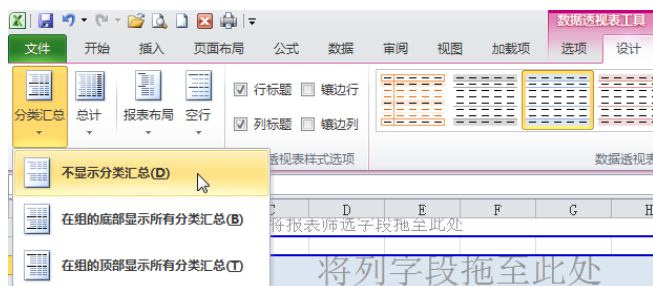 数据透视表工具
文件 开始 插入 页面布局 公式 数据 审阅 视图 加载项 选项 设计
分类汇总 总计 报表布局 空行
行标题 镶边行
列标题 镶边列
透视表样式选项 数据透视表
不显示分类汇总(D)
在组的底部显示所有分类汇总(B)
在组的顶部显示所有分类汇总(T)
D E F G H
将报表筛选字段拖至此处
将列字段拖至此处